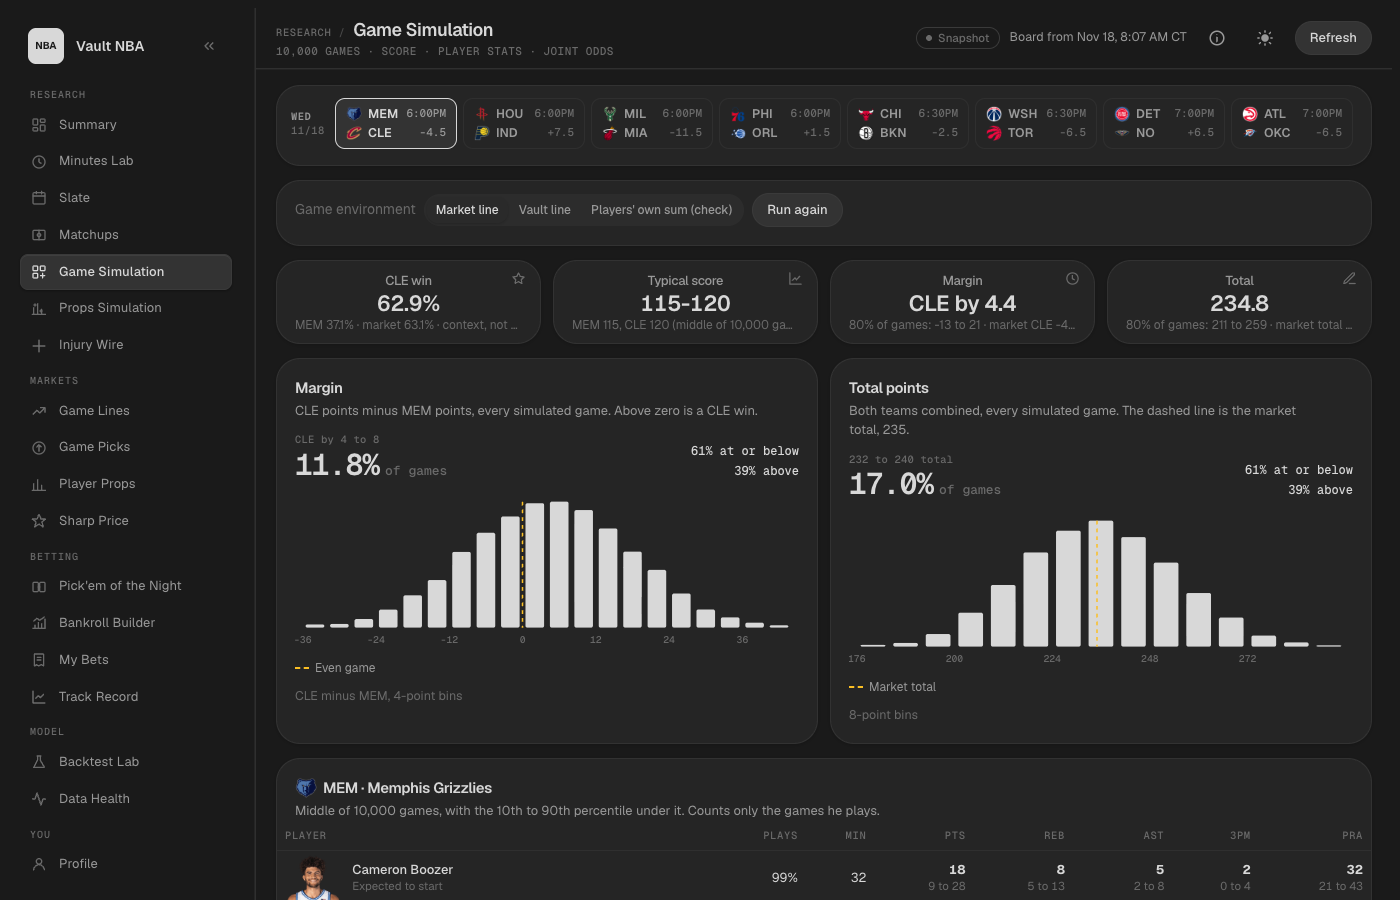 NBA
Vault NBA
RESEARCH
Summary
Minutes Lab
Slate
Matchups
Game Simulation
Props Simulation
Injury Wire
MARKETS
Game Lines
Game Picks
Player Props
Sharp Price
BETTING
Pick'em of the Night
Bankroll Builder
My Bets
Track Record
MODEL
Backtest Lab
Data Health
YOU
Profile
RESEARCH / Game Simulation
10,000 GAMES · SCORE · PLAYER STATS · JOINT ODDS
Snapshot
Board from Nov 18, 8:07 AM CT
Refresh
WED
11/18
MEM 6:00PM
CLE -4.5
HOU 6:00PM
IND +7.5
MIL 6:00PM
MIA -11.5
PHI 6:00PM
ORL +1.5
CHI 6:30PM
BKN -2.5
WSH 6:30PM
TOR -6.5
DET 7:00PM
NO +6.5
ATL 7:00PM
OKC -6.5
Game environment
Market line
Vault line
Players' own sum (check)
Run again
CLE win
62.9%
MEM 37.1% · market 63.1% · context, not ...
Typical score
115-120
MEM 115, CLE 120 (middle of 10,000 ga...
Margin
CLE by 4.4
80% of games: -13 to 21 · market CLE -4...
Total
234.8
80% of games: 211 to 259 · market total ...
Margin
CLE points minus MEM points, every simulated game. Above zero is a CLE win.
CLE by 4 to 8
11.8% of games
61% at or below
39% above
-36 -24 -12 0 12 24 36
Even game
CLE minus MEM, 4-point bins
Total points
Both teams combined, every simulated game. The dashed line is the market
total, 235.
232 to 240 total
17.0% of games
61% at or below
39% above
176 200 224 248 272
Market total
8-point bins
MEM · Memphis Grizzlies
Middle of 10,000 games, with the 10th to 90th percentile under it. Counts only the games he plays.
PLAYER PLAYS MIN PTS REB AST 3PM PRA
Cameron Boozer 99% 32 18 8 5 2 32
Expected to start 9 to 28 5 to 13 2 to 8 0 to 4 21 to 43